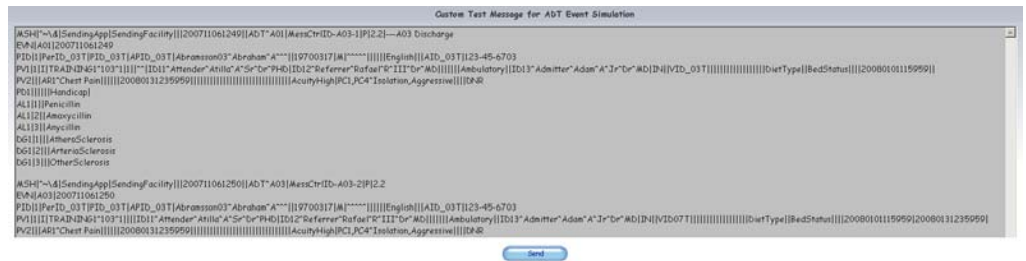 Custom Test Message for ADT Event Simulation
MSH|^~\&|SendingApp|SendingFacility|||200711061249||ADT^A01|MessCtrlID-A03-1|P|2.2|---A03 Discharge
EVN|A01|200711061249
PID|1|PerID_03T|PID_03T|APID_03T|Abramsson03^Abraham^A^^^||19700317|M|^^^^^||||||English|||AID_03T|123-45-6703
PV1|1|I|TRAINING1^103^1|||^^|ID11^Attender^Atilla^A^Sr^Dr^PHD|ID12^Referrer^Rafael^R^III^Dr^MD|||||||Ambulatory||ID13^Admitter^Adam^A^Jr^Dr^MD|IN||VID_03T||||||||||||||||||DietType||BedStatus||||20080101115959||
PV2|||AR1^Chest Pain||||||20080131235959||||||||||||||||||||||||||||||AcuityHigh|PC1,PC4^Isolation,Aggressive||||DNR
PD1||||||Handicap|
AL1|1||Penicillin
AL1|2||Amoxycillin
AL1|3||Anycillin
DG1|1|||AtheraSclerosis
DG1|2|||ArterioSclerosis
DG1|3|||OtherSclerosis
MSH|^~\&|SendingApp|SendingFacility|||200711061250||ADT^A03|MessCtrlID-A03-2|P|2.2
EVN|A03|200711061250
PID|1|PerID_03T|PID_03T|APID_03T|Abramsson03^Abraham^A^^^||19700317|M|^^^^^||||||English|||AID_03T|123-45-6703
PV1|1|I|TRAINING1^103^1||||ID11^Attender^Atilla^A^Sr^Dr^PHD|ID12^Referrer^Rafael^R^III^Dr^MD|||||||Ambulatory||ID13^Admitter^Adam^A^Jr^Dr^MD|IN||VID07T||||||||||||||||||DietType||BedStatus||||20080101115959|20080131235959|
PV2|||AR1^Chest Pain||||||20080131235959||||||||||||||||||||||||||||||AcuityHigh|PC1,PC4^Isolation,Aggressive||||DNR
Send